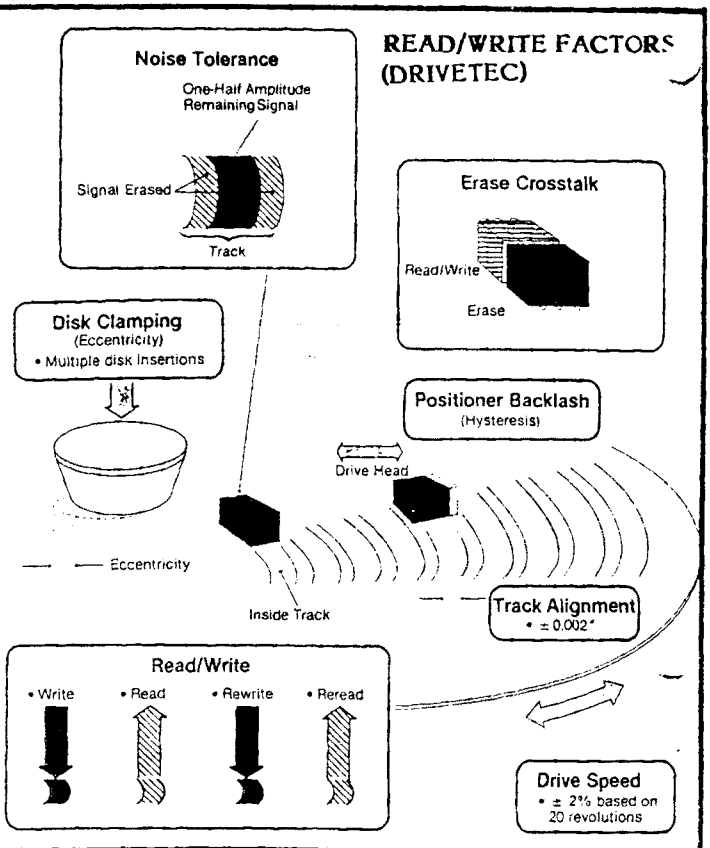 READ/WRITE FACTORS
(DRIVETEC)
Noise Tolerance
One-Half Amplitude
Remaining Signal
Signal Erased
Track
Erase Crosstalk
Read/Write
Erase
Disk Clamping
(Eccentricity)
• Multiple disk Insertions
Positioner Backlash
(Hysteresis)
Drive Head
Eccentricity
Inside Track
Track Alignment
• ± 0.002"
Read/Write
• Write • Read • Rewrite • Reread
Drive Speed
• ± 2% based on
20 revolutions